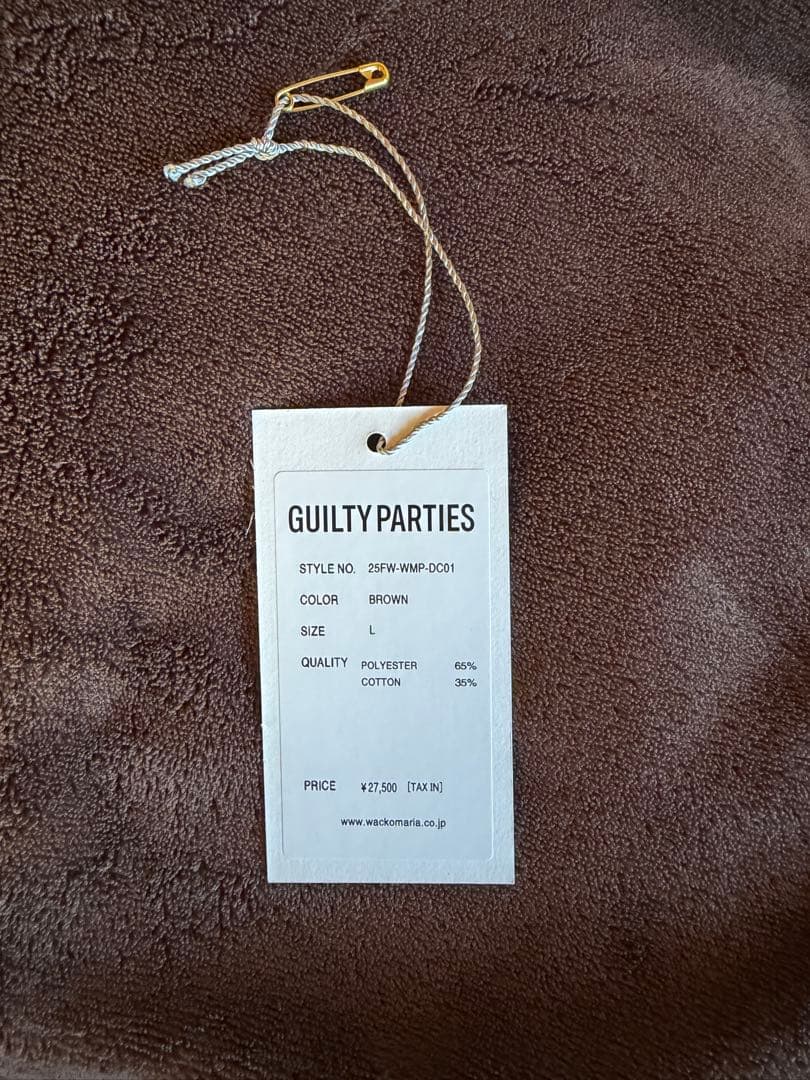 GUILTY PARTIES
STYLE NO. 25FW-WMP-DC01
COLOR BROWN
SIZE L
QUALITY POLYESTER 65%
COTTON 35%
PRICE ¥27,500 [TAX IN]
www.wackomaria.co.jp